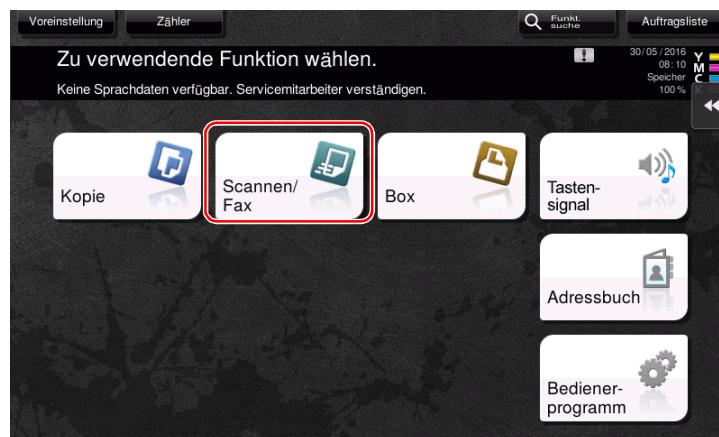 Voreinstellung
Zähler
Funkt.
suche
Auftragsliste
Zu verwendende Funktion wählen.
Keine Sprachdaten verfügbar. Servicemitarbeiter verständigen.
30/05/2016
08:10
Speicher
100 %
Y
M
C
K
Kopie
Scannen/
Fax
Box
Tasten-
signal
Adressbuch
Bediener-
programm